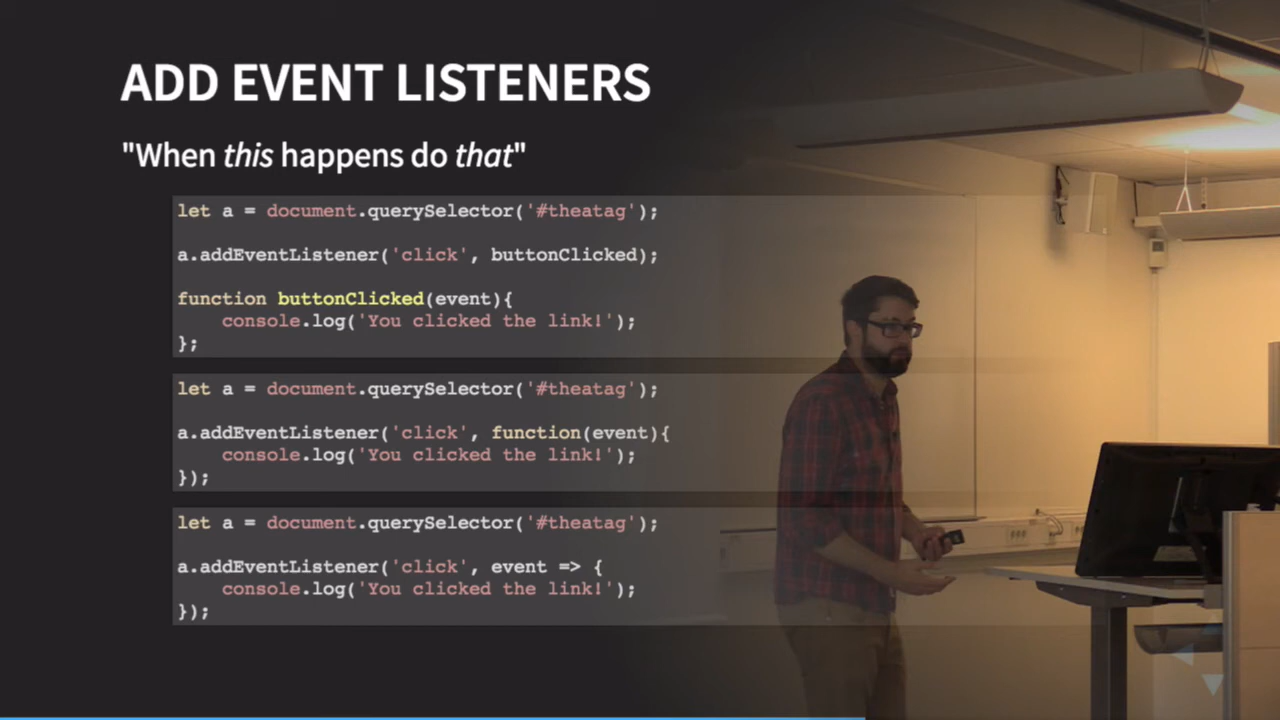 ADD EVENT LISTENERS
"When this happens do that"
let a = document.querySelector('#theatag');
a.addEventListener('click', buttonClicked);
function buttonClicked(event){
    console.log('You clicked the link!');
};
let a = document.querySelector('#theatag');
a.addEventListener('click', function(event){
    console.log('You clicked the link!');
});
let a = document.querySelector('#theatag');
a.addEventListener('click', event => {
    console.log('You clicked the link!');
});